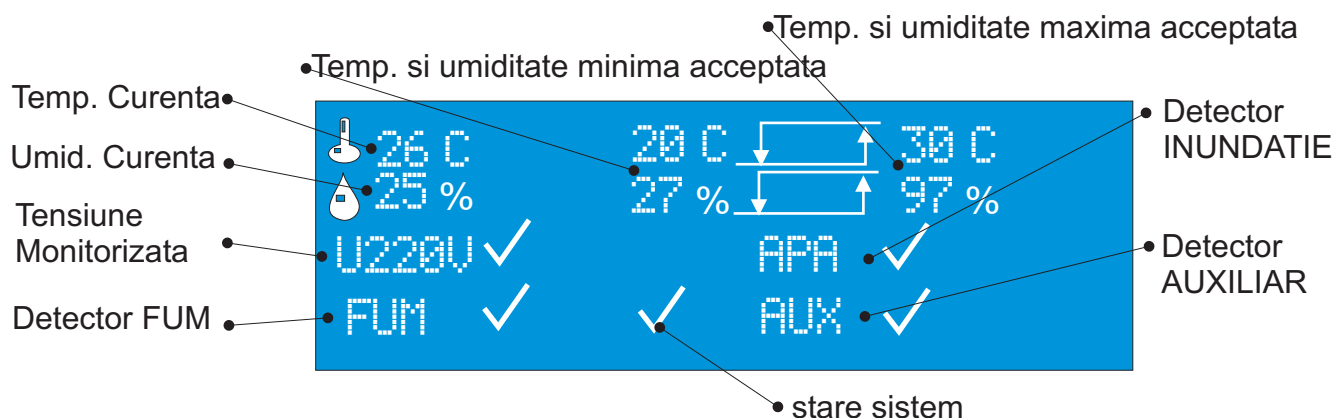 Temp. si umiditate maxima acceptata
Temp. si umiditate minima acceptata
Temp. Curenta
Detector
INUNDATIE
26 C 20 C 30 C
Umid. Curenta
25 % 27 % 97 %
Tensiune
Monitorizata
U220V APA
Detector
AUXILIAR
Detector FUM
FUM AUX
stare sistem